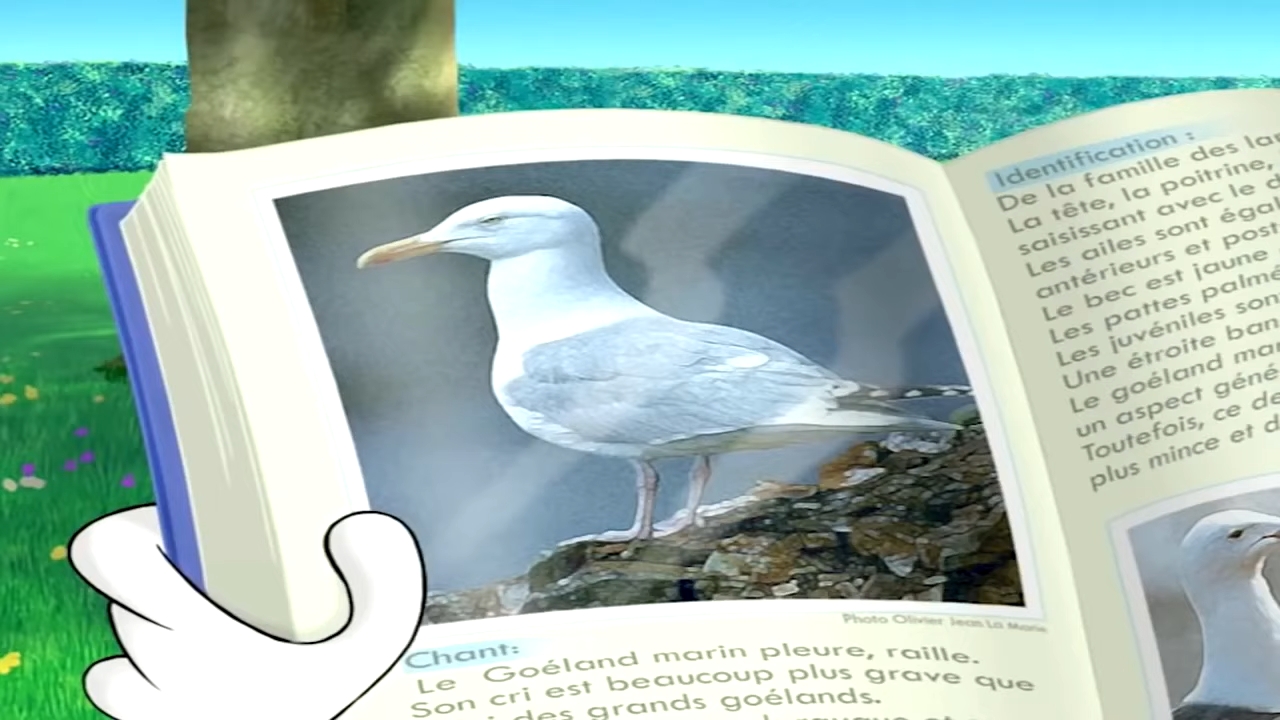 Photo Olivier Jean La Marie
Chant:
Le Goéland marin pleure, raille.
Son cri est beaucoup plus grave que
des grands goélands.
Identification :
De la famille des la
La tête, la poitrine,
saisissant avec le d
Les ailes sont égal
antérieurs et post
Le bec est jaune
Les pattes palmé
Les juvéniles son
Une étroite ban
Le goéland mar
un aspect géné
Toutefois, ce de
plus mince et d